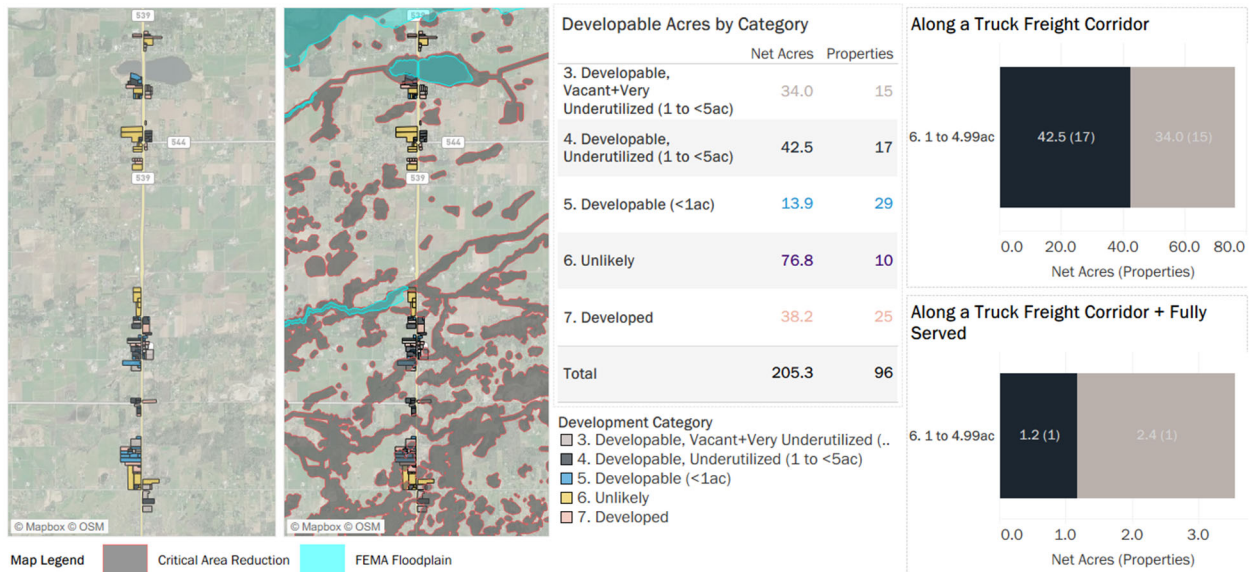 539
544
539
© Mapbox © OSM
539
544
539
© Mapbox © OSM
Map Legend
Critical Area Reduction
FEMA Floodplain
Developable Acres by Category
Net Acres Properties
3. Developable,
Vacant+Very
Underutilized (1 to <5ac)
34.0 15
4. Developable,
Underutilized (1 to <5ac)
42.5 17
5. Developable (<1ac) 13.9 29
6. Unlikely 76.8 10
7. Developed 38.2 25
Total 205.3 96
Development Category
3. Developable, Vacant+Very Underutilized (..
4. Developable, Underutilized (1 to <5ac)
5. Developable (<1ac)
6. Unlikely
7. Developed
Along a Truck Freight Corridor
6. 1 to 4.99ac
42.5 (17) 34.0 (15)
0.0 20.0 40.0 60.0 80.0
Net Acres (Properties)
Along a Truck Freight Corridor + Fully
Served
6. 1 to 4.99ac
1.2 (1) 2.4 (1)
0.0 1.0 2.0 3.0
Net Acres (Properties)